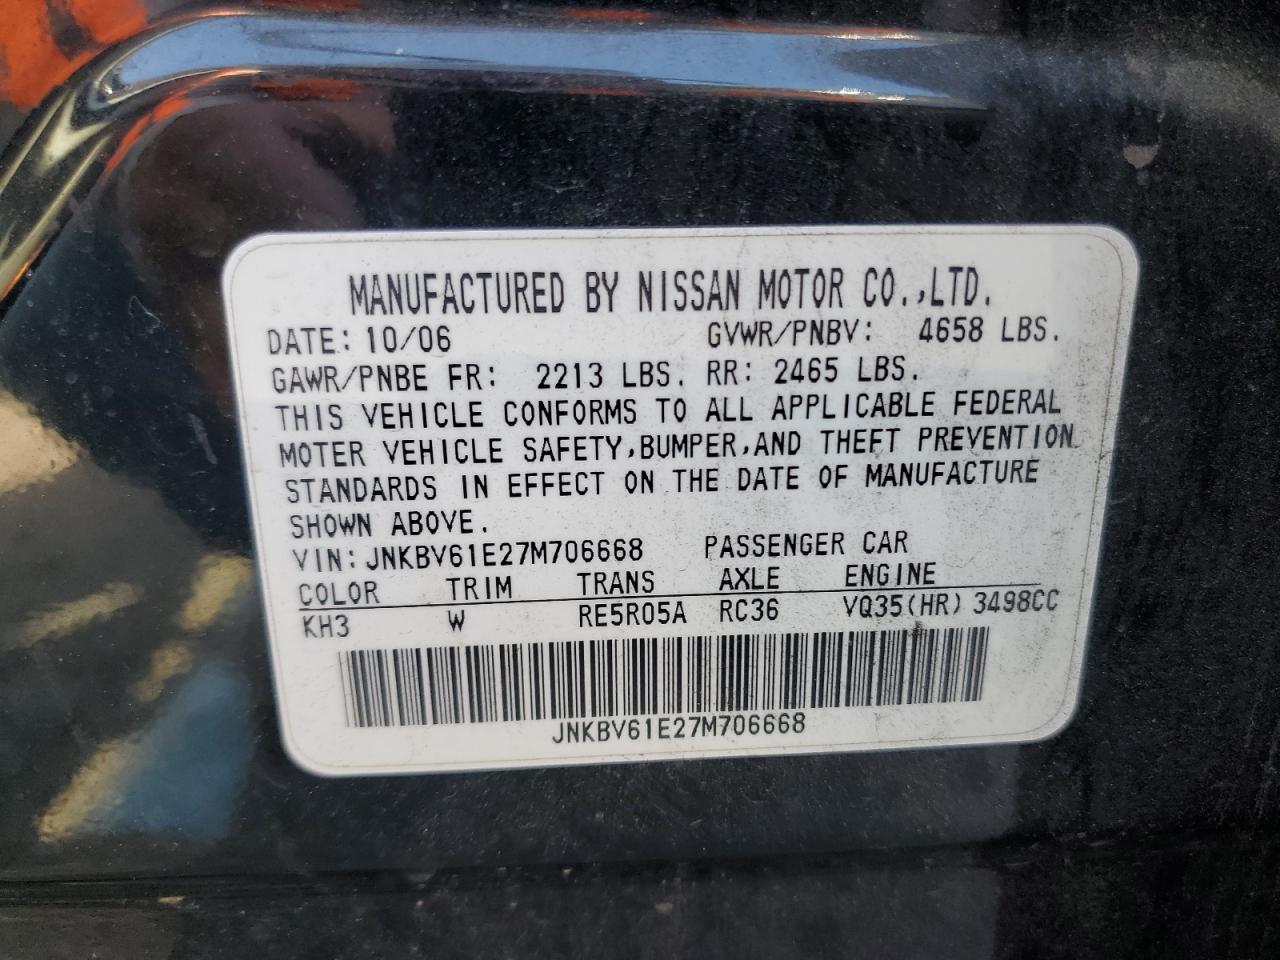 MANUFACTURED BY NISSAN MOTOR CO.,LTD.
DATE: 10/06 GVWR/PNBV: 4658 LBS.
GAWR/PNBE FR: 2213 LBS. RR: 2465 LBS.
THIS VEHICLE CONFORMS TO ALL APPLICABLE FEDERAL
MOTER VEHICLE SAFETY,BUMPER,AND THEFT PREVENTION
STANDARDS IN EFFECT ON THE DATE OF MANUFACTURE
SHOWN ABOVE.
VIN: JNKBV61E27M706668 PASSENGER CAR
COLOR TRIM TRANS AXLE ENGINE
KH3 W RE5R05A RC36 VQ35(HR) 3498CC
JNKBV61E27M706668